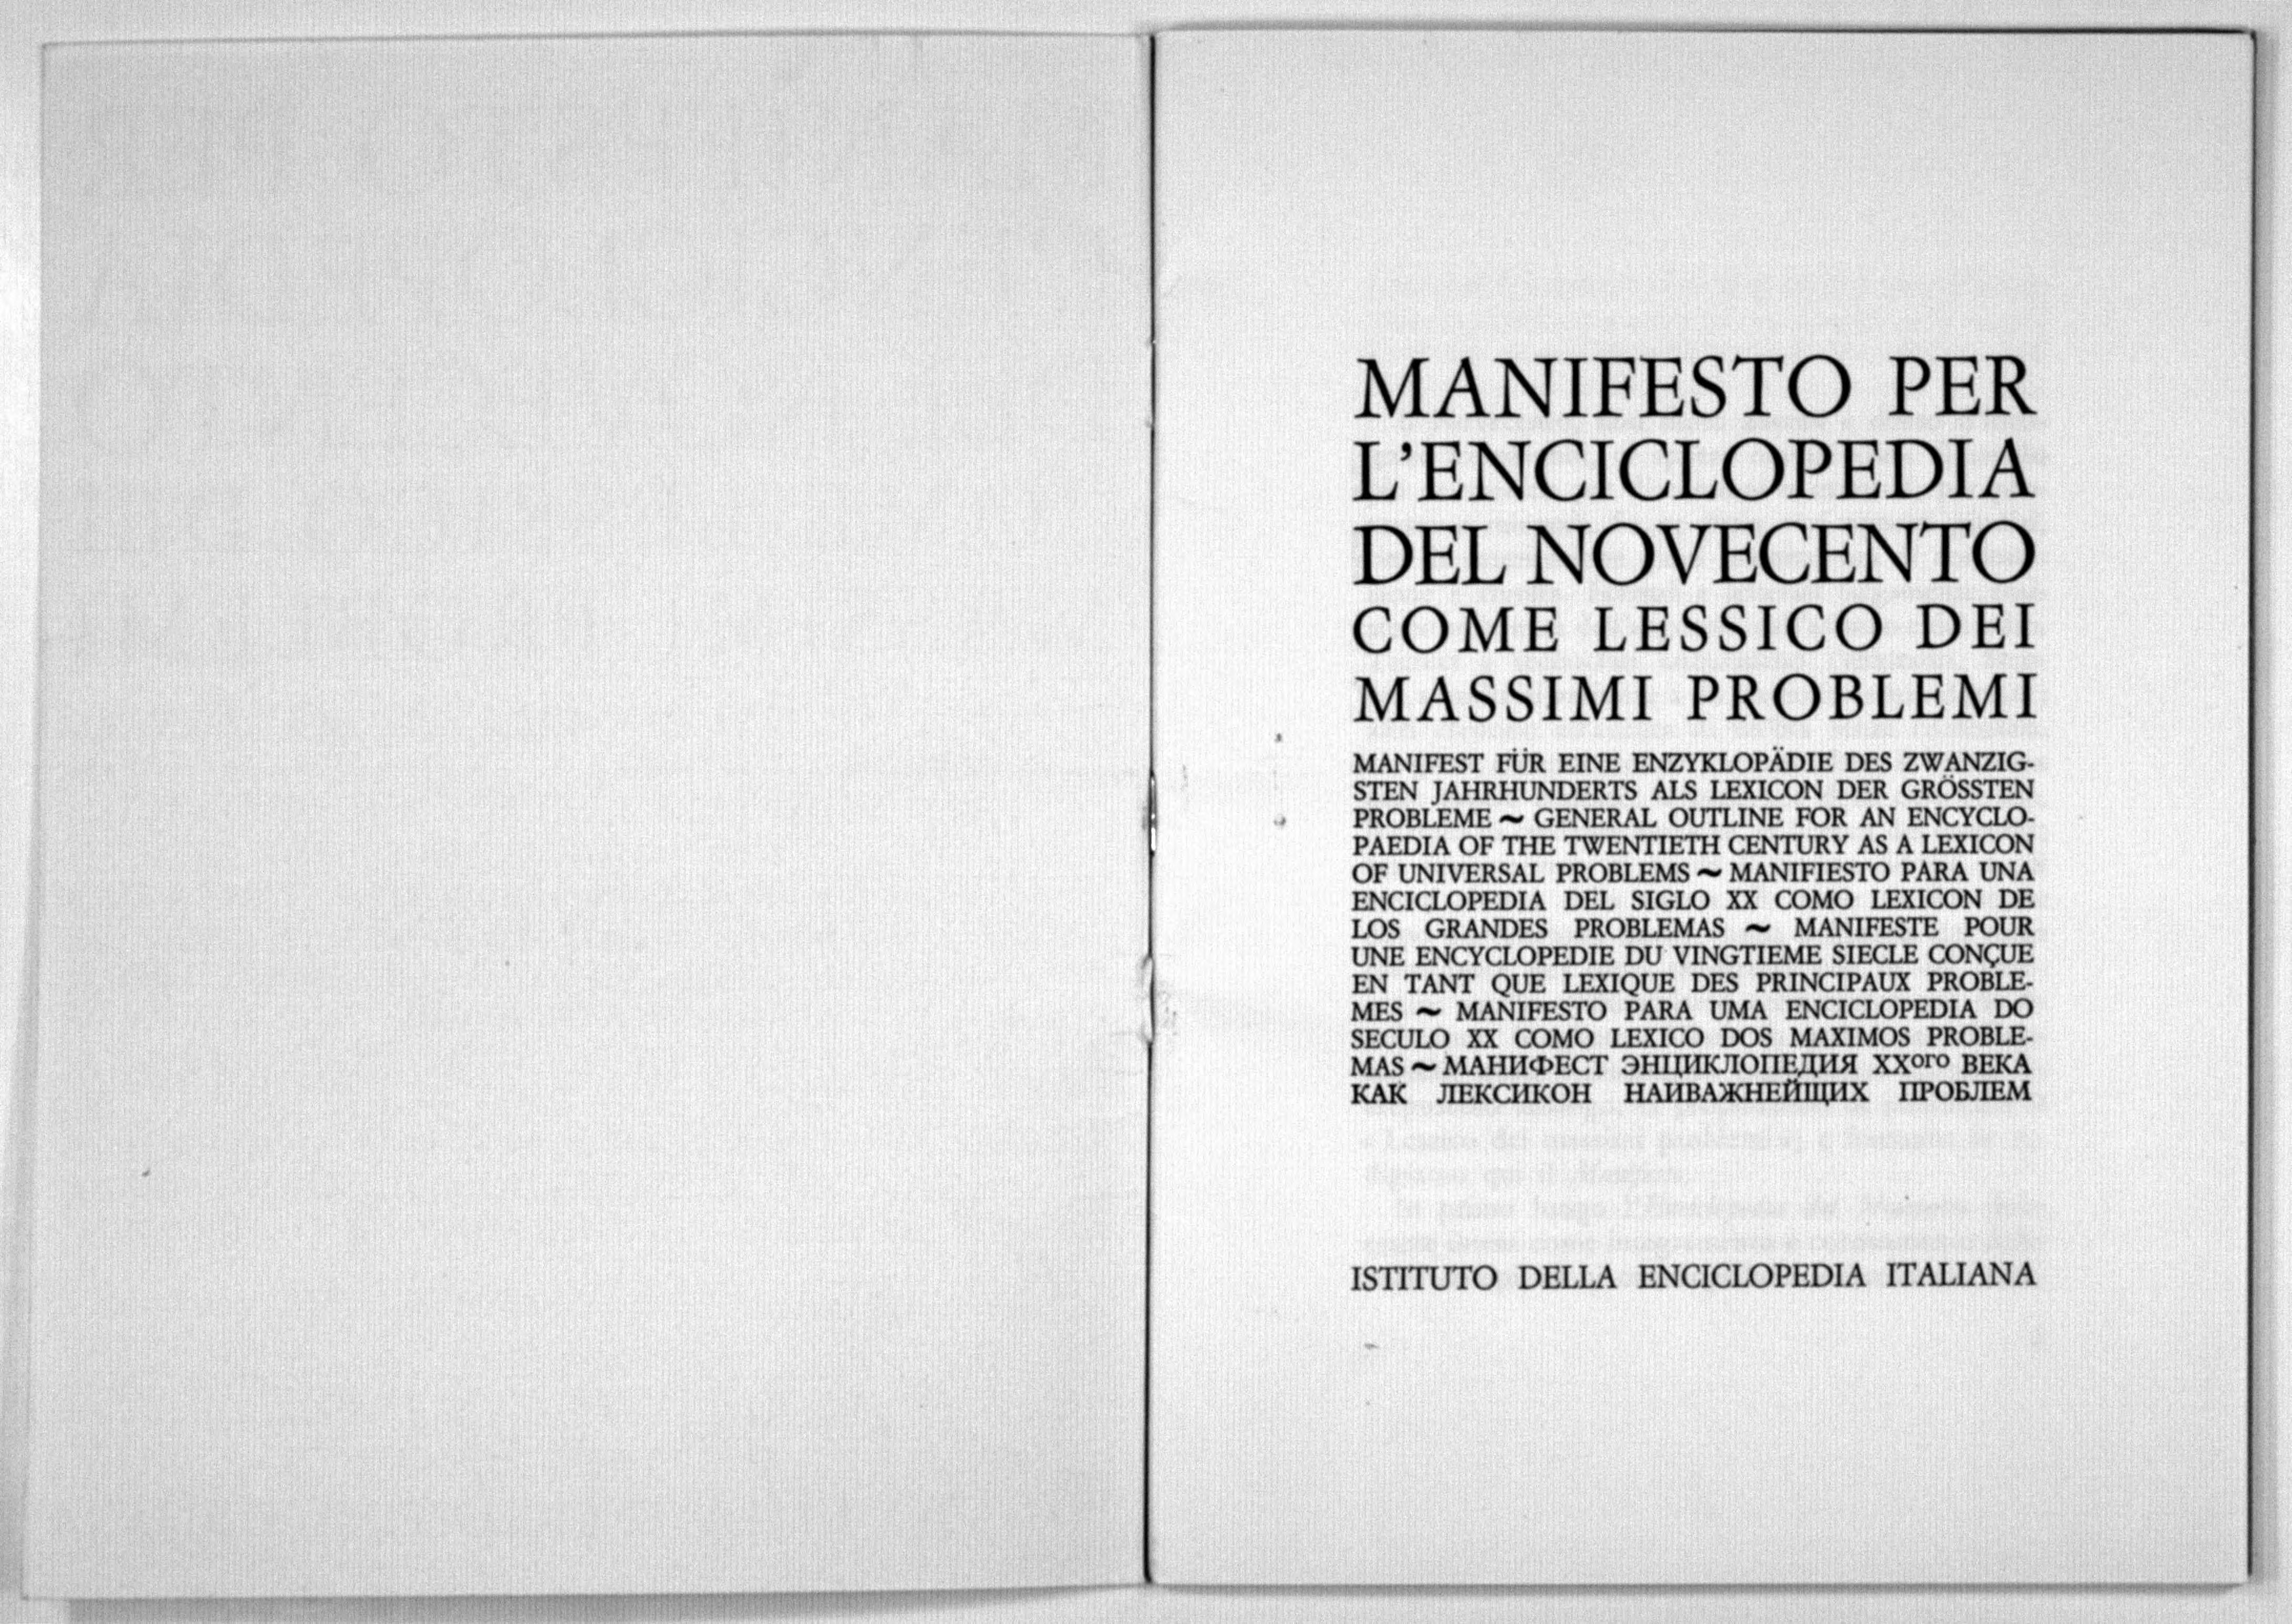 MANIFESTO PER
L'ENCICLOPEDIA
DEL NOVECENTO
COME LESSICO DEI
MASSIMI PROBLEMI
MANIFEST FÜR EINE ENZYKLOPÄDIE DES ZWANZIG-
STEN JAHRHUNDERTS ALS LEXICON DER GRÖSSTEN
PROBLEME ~ GENERAL OUTLINE FOR AN ENCYCLO-
PAEDIA OF THE TWENTIETH CENTURY AS A LEXICON
OF UNIVERSAL PROBLEMS ~ MANIFIESTO PARA UNA
ENCICLOPEDIA DEL SIGLO XX COMO LEXICON DE
LOS GRANDES PROBLEMAS ~ MANIFESTE POUR
UNE ENCYCLOPEDIE DU VINGTIEME SIECLE CONÇUE
EN TANT QUE LEXIQUE DES PRINCIPAUX PROBLE-
MES ~ MANIFESTO PARA UMA ENCICLOPEDIA DO
SECULO XX COMO LEXICO DOS MAXIMOS PROBLE-
MAS ~ МАНИФЕСТ ЭНЦИКЛОПЕДИЯ XXого ВЕКА
КАК ЛЕКСИКОН НАИВАЖНЕЙЩИХ ПРОБЛЕМ
ISTITUTO DELLA ENCICLOPEDIA ITALIANA